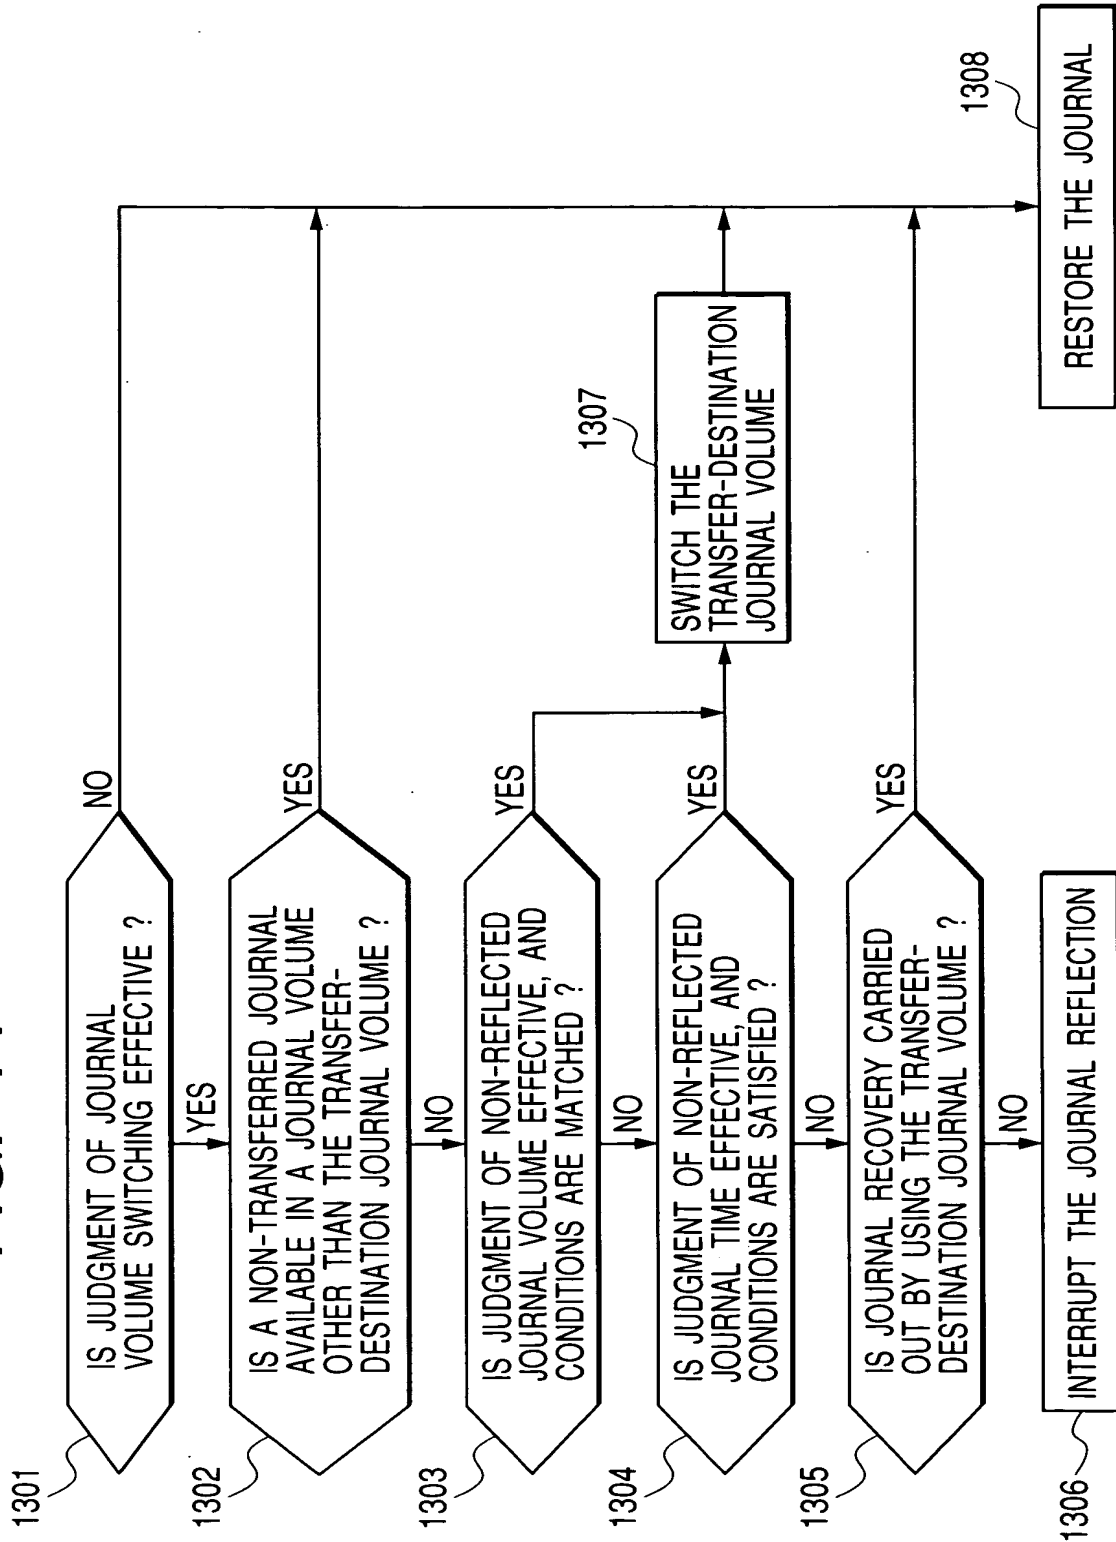 1301
IS JUDGMENT OF JOURNAL
VOLUME SWITCHING EFFECTIVE ?
NO
YES
1302
IS A NON-TRANSFERRED JOURNAL
AVAILABLE IN A JOURNAL VOLUME
OTHER THAN THE TRANSFER-
DESTINATION JOURNAL VOLUME ?
YES
NO
1303
IS JUDGMENT OF NON-REFLECTED
JOURNAL VOLUME EFFECTIVE, AND
CONDITIONS ARE MATCHED ?
YES
NO
1304
IS JUDGMENT OF NON-REFLECTED
JOURNAL TIME EFFECTIVE, AND
CONDITIONS ARE SATISFIED ?
YES
NO
1307
SWITCH THE
TRANSFER-DESTINATION
JOURNAL VOLUME
1305
IS JOURNAL RECOVERY CARRIED
OUT BY USING THE TRANSFER-
DESTINATION JOURNAL VOLUME ?
YES
NO
1306
INTERRUPT THE JOURNAL REFLECTION
1308
RESTORE THE JOURNAL